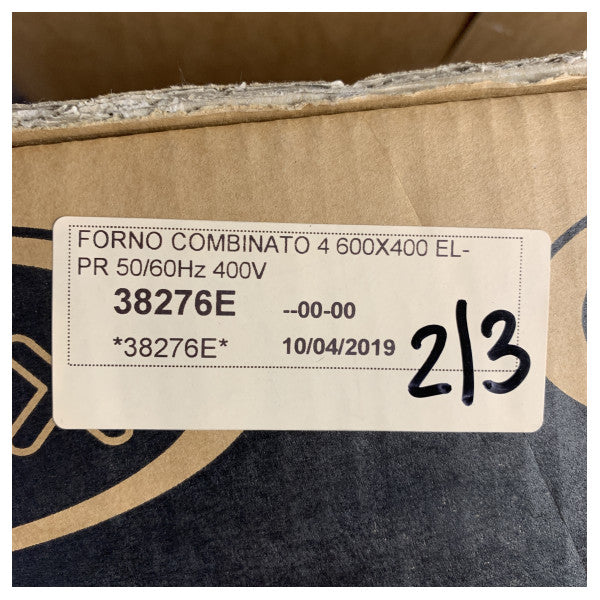 FORNO COMBINATO 4 600X400 EL-
PR 50/60Hz 400V
38276E --00-00
*38276E* 10/04/2019
2/3